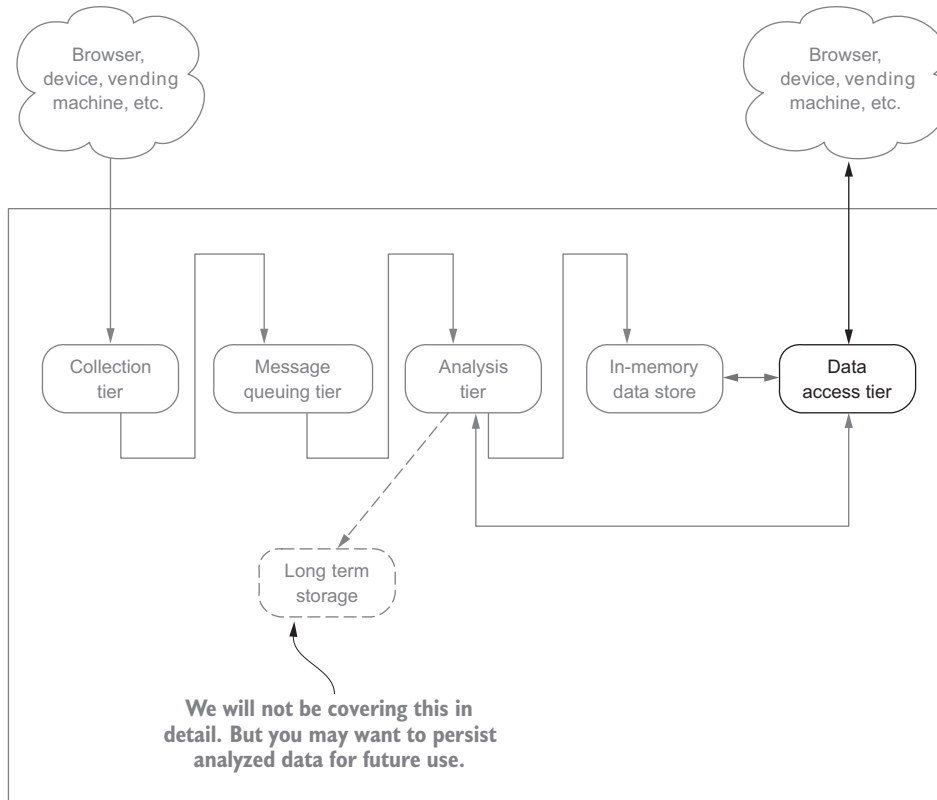 Browser,
device, vending
machine, etc.
Browser,
device, vending
machine, etc.
Collection
tier
Message
queuing tier
Analysis
tier
In-memory
data store
Data
access tier
Long term
storage
We will not be covering this in
detail. But you may want to persist
analyzed data for future use.